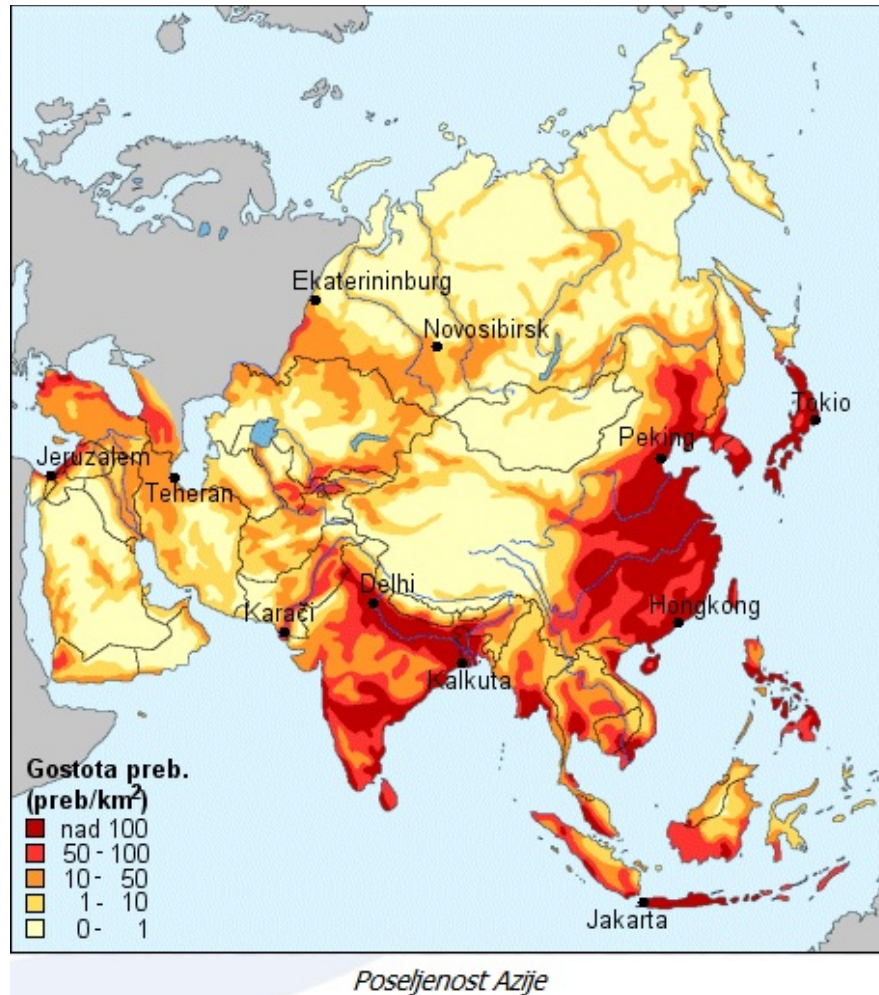 Ekaterininburg
Novosibirsk
Tokio
Peking
Jeruzalem
Teheran
Delhi
Karači
Hongkong
Kalkuta
Gostota preb.
(preb/km²)
nad 100
50 - 100
10 - 50
1 - 10
0 - 1
Jakarta
Poseljenost Azije